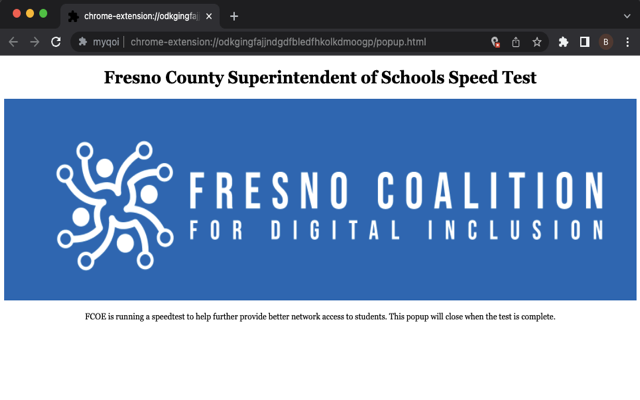 chrome-extension://odkgingfaj
myqoi | chrome-extension://odkgingfajjndgdfbledfhkolkdmoogp/popup.html
B
Fresno County Superintendent of Schools Speed Test
FRESNO COALITION
FOR DIGITAL INCLUSION
FCOE is running a speedtest to help further provide better network access to students. This popup will close when the test is complete.